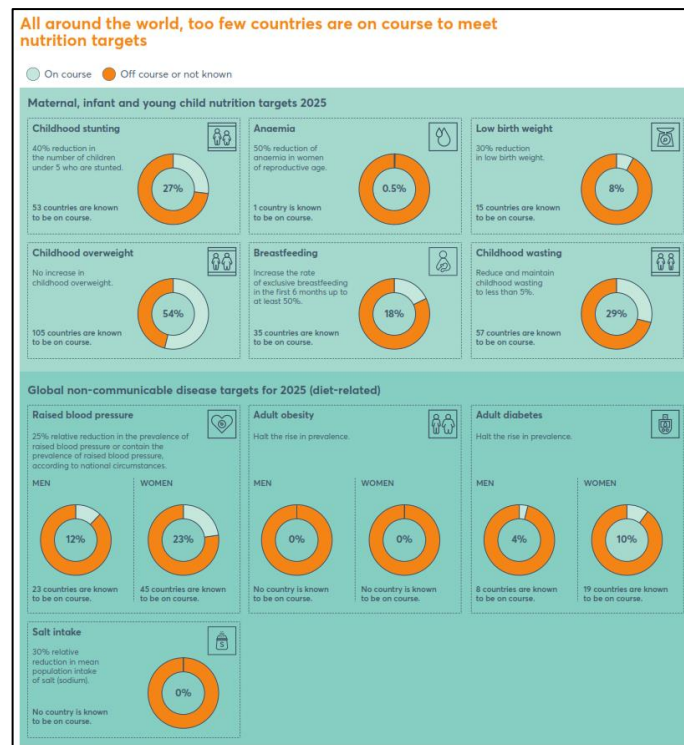 All around the world, too few countries are on course to meet
nutrition targets
On course
Off course or not known
Maternal, infant and young child nutrition targets 2025
Childhood stunting
40% reduction in
the number of children
under 5 who are stunted.
27%
53 countries are known
to be on course.
Anaemia
50% reduction of
anaemia in women
of reproductive age.
0.5%
1 country is known
to be on course.
Low birth weight
30% reduction
in low birth weight.
8%
15 countries are known
to be on course.
Childhood overweight
No increase in
childhood overweight.
54%
105 countries are known
to be on course.
Breastfeeding
Increase the rate
of exclusive breastfeeding
in the first 6 months up to
at least 50%.
18%
35 countries are known
to be on course.
Childhood wasting
Reduce and maintain
childhood wasting
to less than 5%.
29%
57 countries are known
to be on course.
Global non-communicable disease targets for 2025 (diet-related)
Raised blood pressure
25% relative reduction in the prevalence of
raised blood pressure or contain the
prevalence of raised blood pressure,
according to national circumstances.
MEN
12%
23 countries are known
to be on course.
WOMEN
23%
45 countries are known
to be on course.
Adult obesity
Halt the rise in prevalence.
MEN
0%
No country is known
to be on course.
WOMEN
0%
No country is known
to be on course.
Adult diabetes
Halt the rise in prevalence.
MEN
4%
8 countries are known
to be on course.
WOMEN
10%
19 countries are known
to be on course.
Salt intake
30% relative
reduction in mean
population intake
of salt (sodium).
0%
No country is known
to be on course.
S